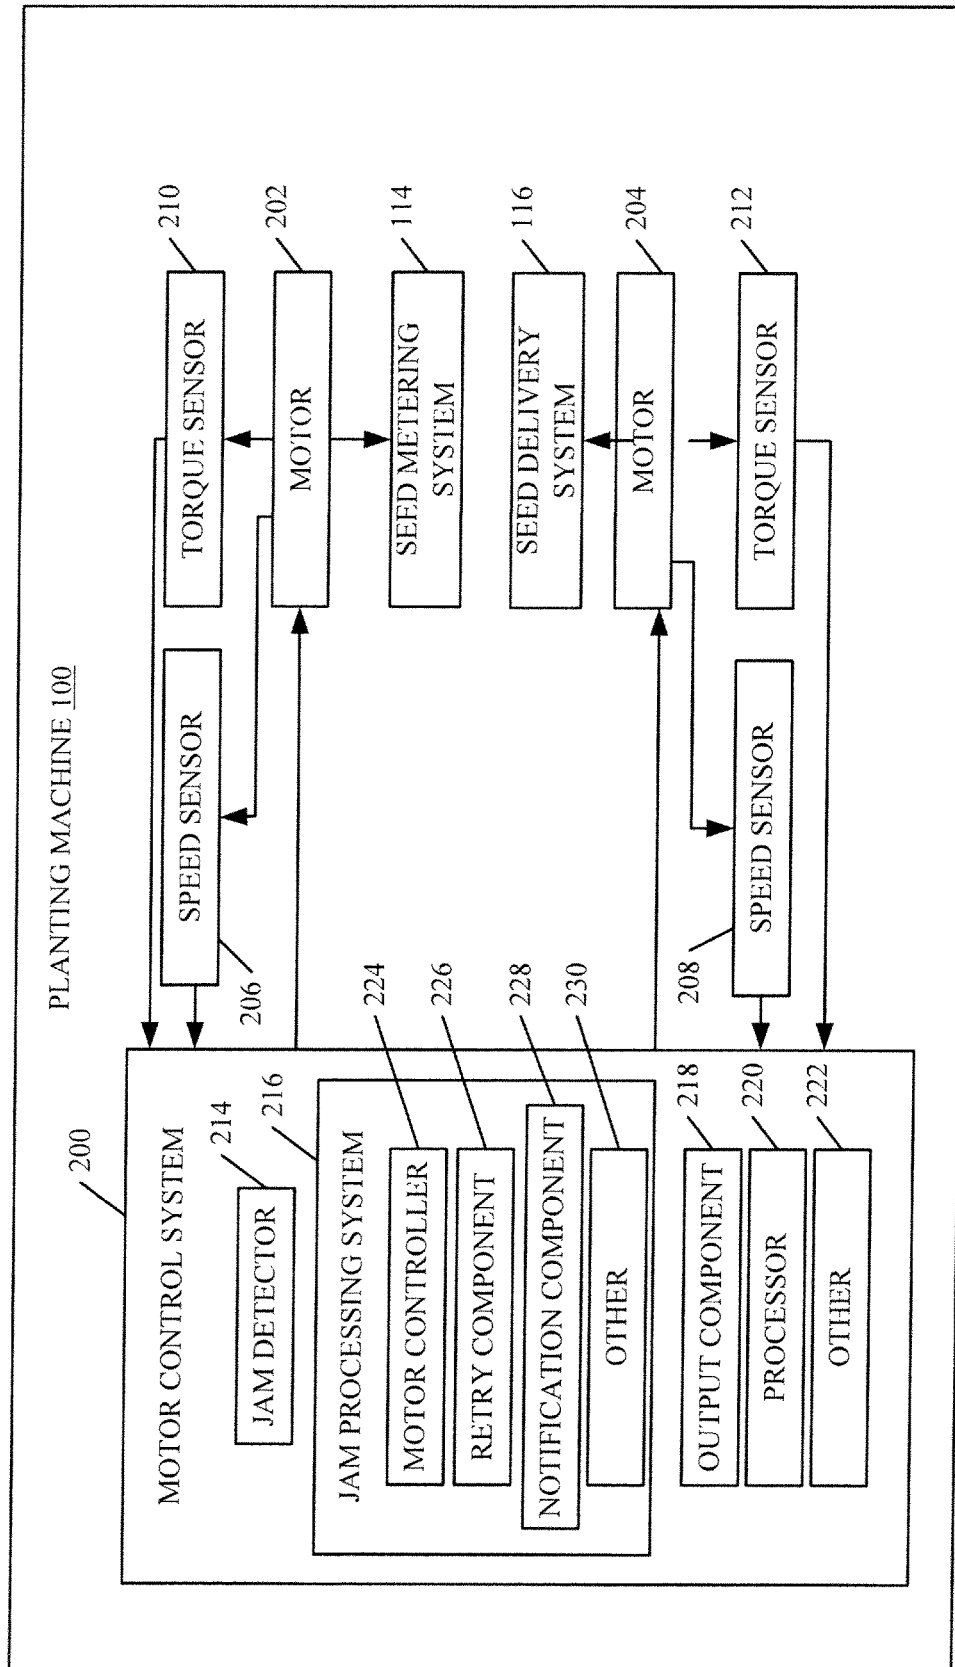 PLANTING MACHINE 100
200
MOTOR CONTROL SYSTEM
214
JAM DETECTOR
216
JAM PROCESSING SYSTEM
224
MOTOR CONTROLLER
226
RETRY COMPONENT
228
NOTIFICATION COMPONENT
230
OTHER
218
OUTPUT COMPONENT
220
PROCESSOR
222
OTHER
206
SPEED SENSOR
208
SPEED SENSOR
210
TORQUE SENSOR
202
MOTOR
114
SEED METERING
SYSTEM
116
SEED DELIVERY
SYSTEM
204
MOTOR
212
TORQUE SENSOR